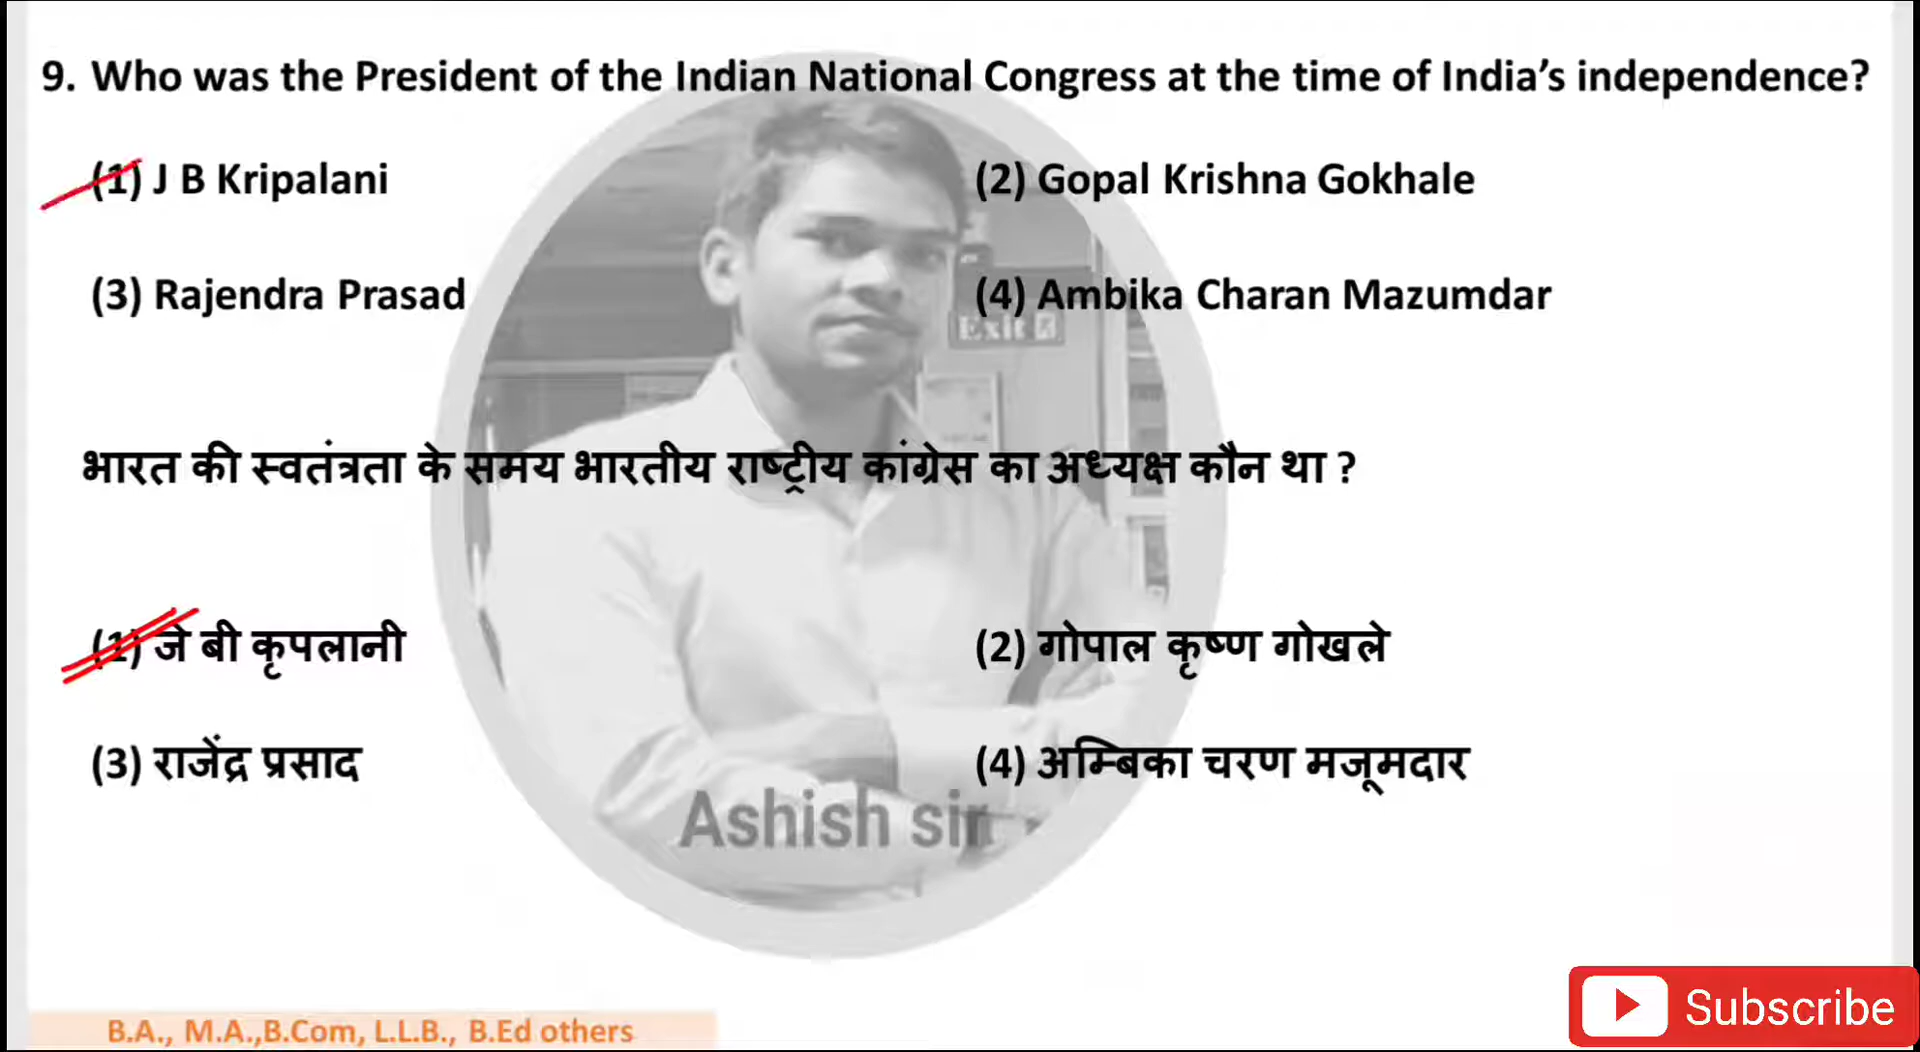 9. Who was the President of the Indian National Congress at the time of India’s independence?
(1) J B Kripalani
(2) Gopal Krishna Gokhale
(3) Rajendra Prasad
(4) Ambika Charan Mazumdar
Exit B
भारत की स्वतंत्रता के समय भारतीय राष्ट्रीय कांग्रेस का अध्यक्ष कौन था ?
(1) जे बी कृपलानी
(2) गोपाल कृष्ण गोखले
(3) राजेंद्र प्रसाद
(4) अम्बिका चरण मजूमदार
Ashish sir
B.A., M.A.,B.Com, L.L.B., B.Ed others
Subscribe